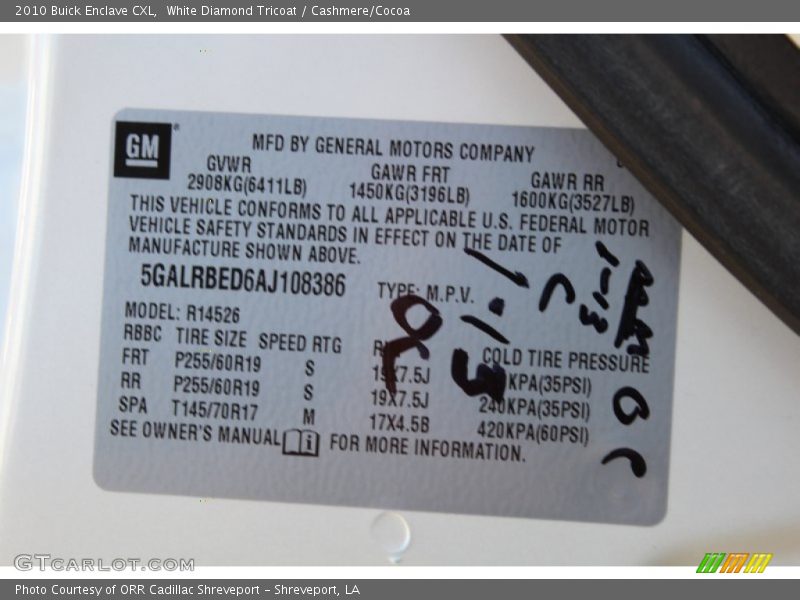 2010 Buick Enclave CXL,  White Diamond Tricoat / Cashmere/Cocoa
GM
MFD BY GENERAL MOTORS COMPANY
GVWR GAWR FRT GAWR RR
2908KG(6411LB) 1450KG(3196LB) 1600KG(3527LB)
THIS VEHICLE CONFORMS TO ALL APPLICABLE U.S. FEDERAL MOTOR
VEHICLE SAFETY STANDARDS IN EFFECT ON THE DATE OF
MANUFACTURE SHOWN ABOVE.
5GALRBED6AJ108386 TYPE: M.P.V.
MODEL: R14526
RBBC TIRE SIZE SPEED RTG COLD TIRE PRESSURE
FRT P255/60R19 S 19X7.5J KPA(35PSI)
RR P255/60R19 S 19X7.5J 240KPA(35PSI)
SPA T145/70R17 M 17X4.5B 420KPA(60PSI)
SEE OWNER'S MANUAL i FOR MORE INFORMATION.
GTCARLOT.COM
Photo Courtesy of ORR Cadillac Shreveport - Shreveport, LA